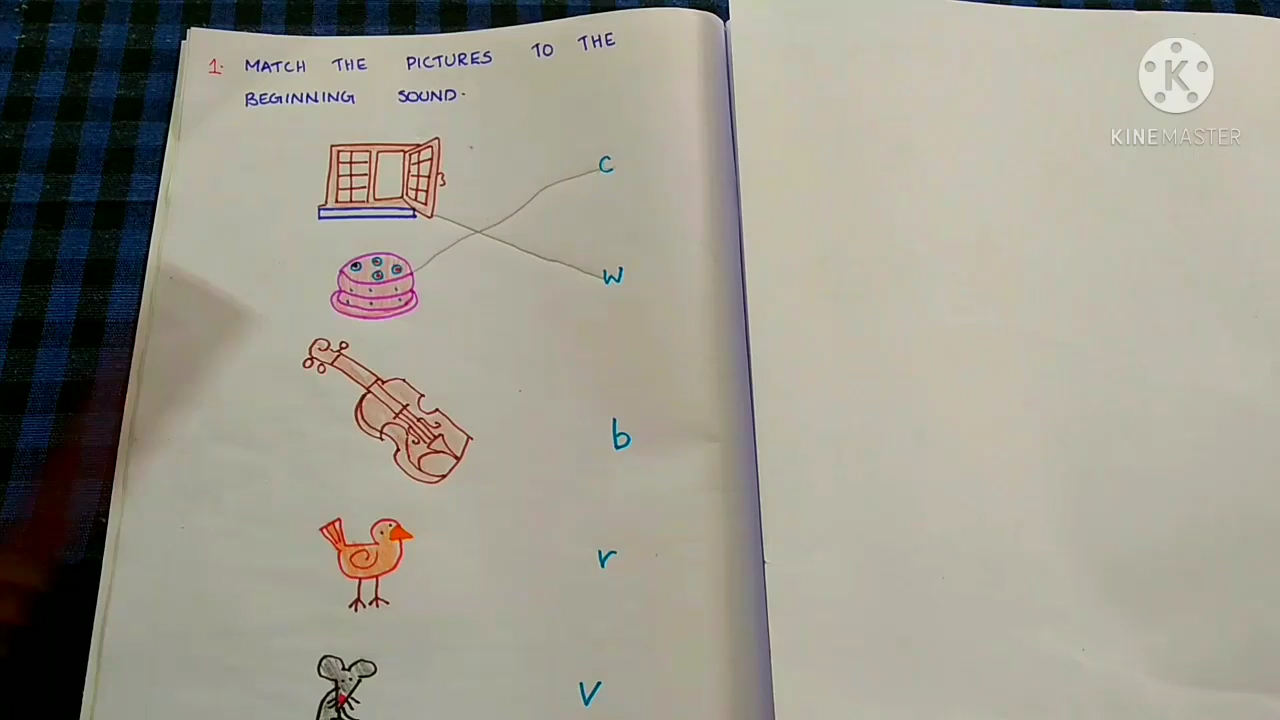 1. MATCH THE PICTURES TO THE
BEGINNING SOUND.
c
w
b
r
v
K
KINEMASTER